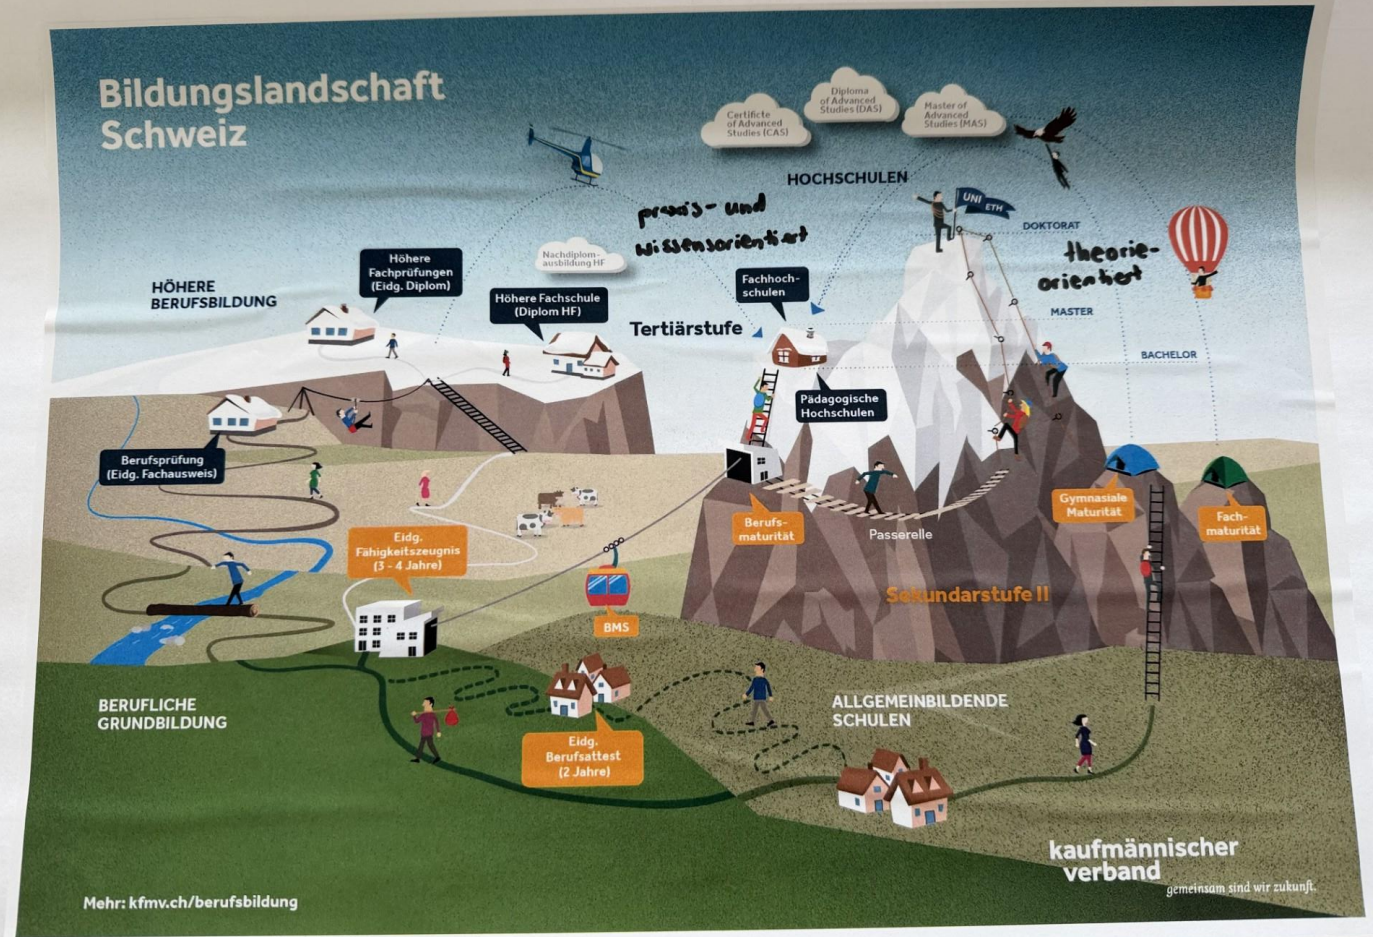 Bildungslandschaft
Schweiz
Certificte
of Advanced
Studies (CAS)
Diploma
of Advanced
Studies (DAS)
Master of
Advanced
Studies (MAS)
HOCHSCHULEN
UNI
ETH
DOKTORAT
praxis- und
wissensorientiert
theorie-
orientiert
Nachdiplom-
ausbildung HF
HÖHERE
BERUFSBILDUNG
Höhere
Fachprüfungen
(Eidg. Diplom)
Höhere Fachschule
(Diplom HF)
Fachhoch-
schulen
Tertiärstufe
MASTER
BACHELOR
Pädagogische
Hochschulen
Berufsprüfung
(Eidg. Fachausweis)
Eidg.
Fähigkeitszeugnis
(3 - 4 Jahre)
Berufs-
maturität
Passerelle
Gymnasiale
Maturität
Fach-
maturität
Sekundarstufe II
BMS
BERUFLICHE
GRUNDBILDUNG
Eidg.
Berufsattest
(2 Jahre)
ALLGEMEINBILDENDE
SCHULEN
kaufmännischer
verband
gemeinsam sind wir zukunft.
Mehr: kfmv.ch/berufsbildung